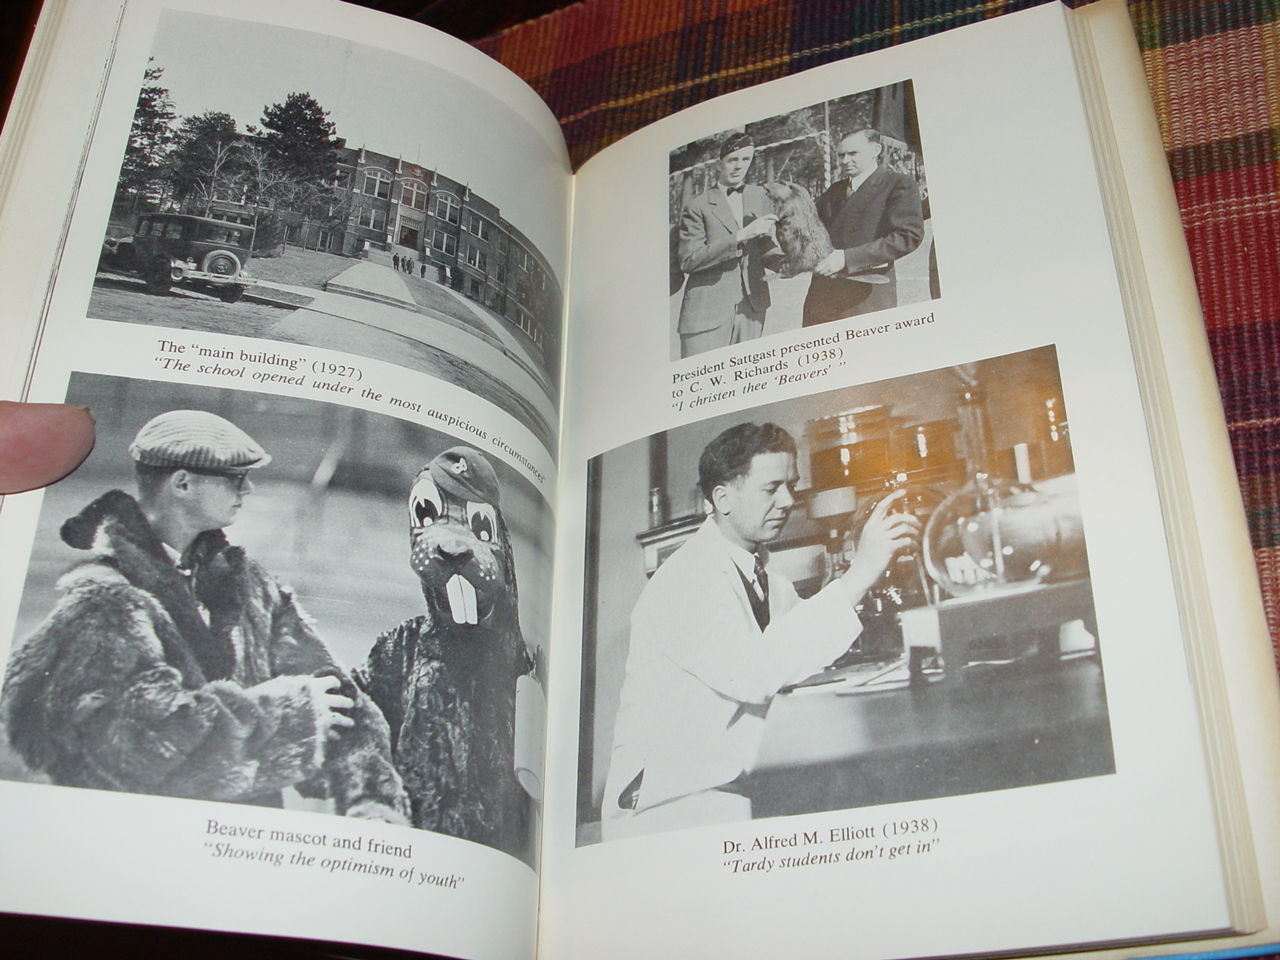 The "main building" (1927)
"The school opened under the most auspicious circumstances"
Beaver mascot and friend
"Showing the optimism of youth"
President Sattgast presented Beaver award
to C. W. Richards (1938)
"I christen thee 'Beavers' "
Dr. Alfred M. Elliott (1938)
"Tardy students don't get in"